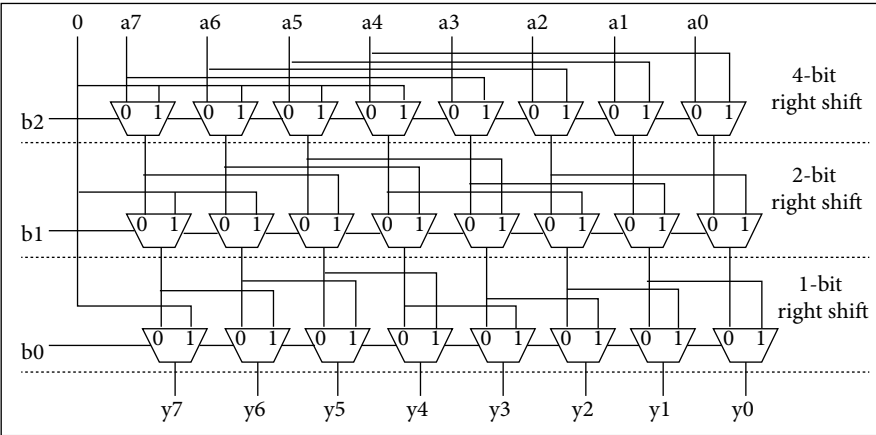 0 a7 a6 a5 a4 a3 a2 a1 a0
4-bit
right shift
0 1 0 1 0 1 0 1 0 1 0 1 0 1 0 1
b2
2-bit
right shift
0 1 0 1 0 1 0 1 0 1 0 1 0 1 0 1
b1
1-bit
right shift
0 1 0 1 0 1 0 1 0 1 0 1 0 1 0 1
b0
y7 y6 y5 y4 y3 y2 y1 y0